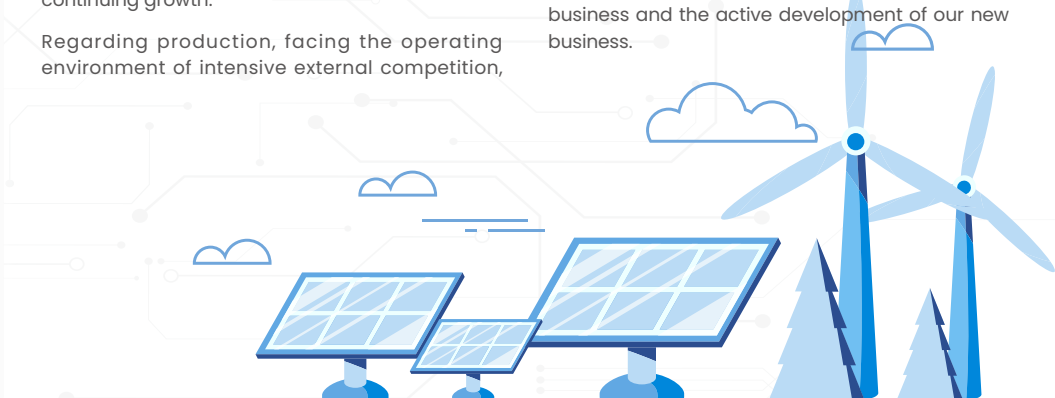 continuing growth.
Regarding production, facing the operating
environment of intensive external competition,
business and the active development of our new
business.